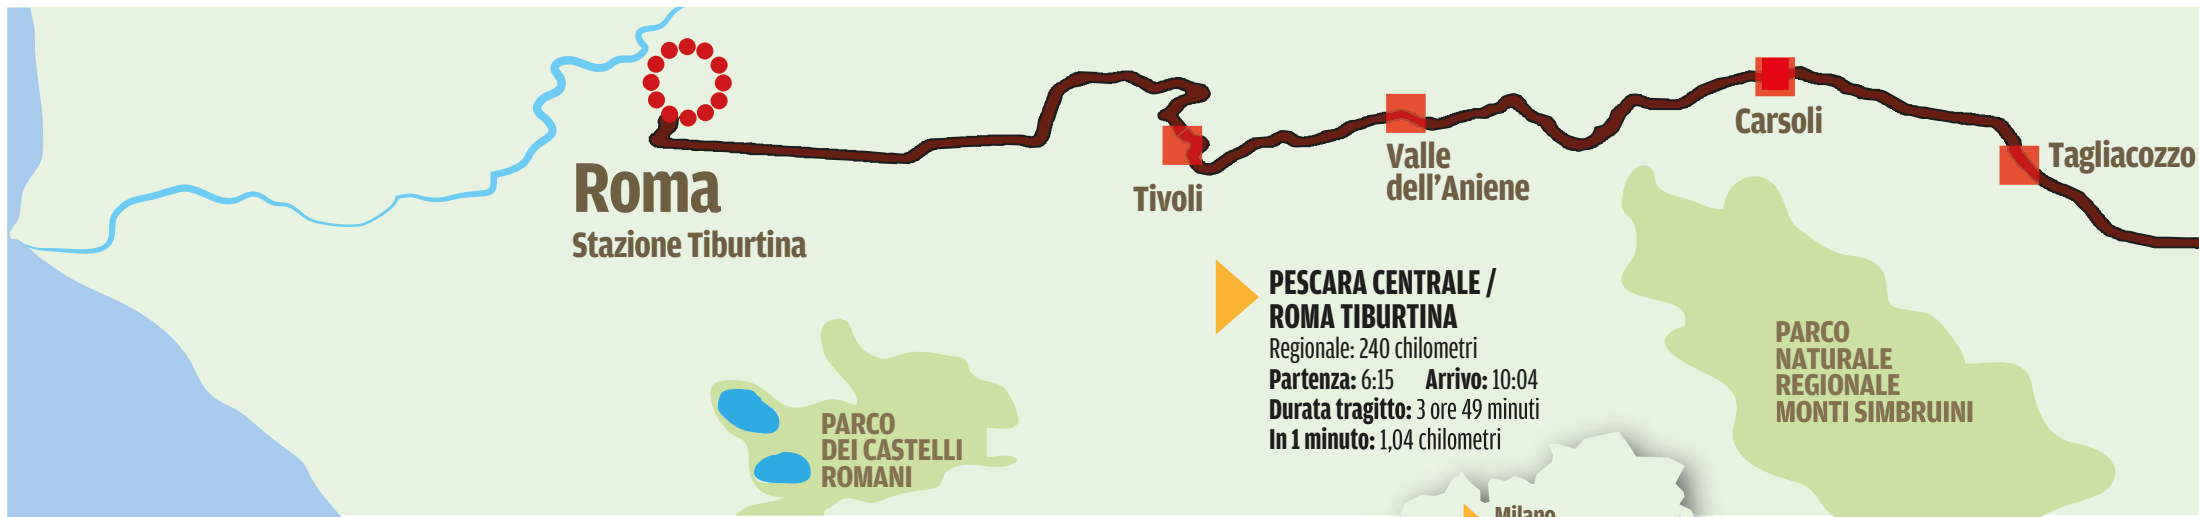 Roma
Stazione Tiburtina
Tivoli
Valle
dell'Aniene
Carsoli
Tagliacozzo
PESCARA CENTRALE /
ROMA TIBURTINA
Regionale: 240 chilometri
Partenza: 6:15 Arrivo: 10:04
Durata tragitto: 3 ore 49 minuti
In 1 minuto: 1,04 chilometri
PARCO
NATURALE
REGIONALE
MONTI SIMBRUINI
PARCO
DEI CASTELLI
ROMANI
Milano